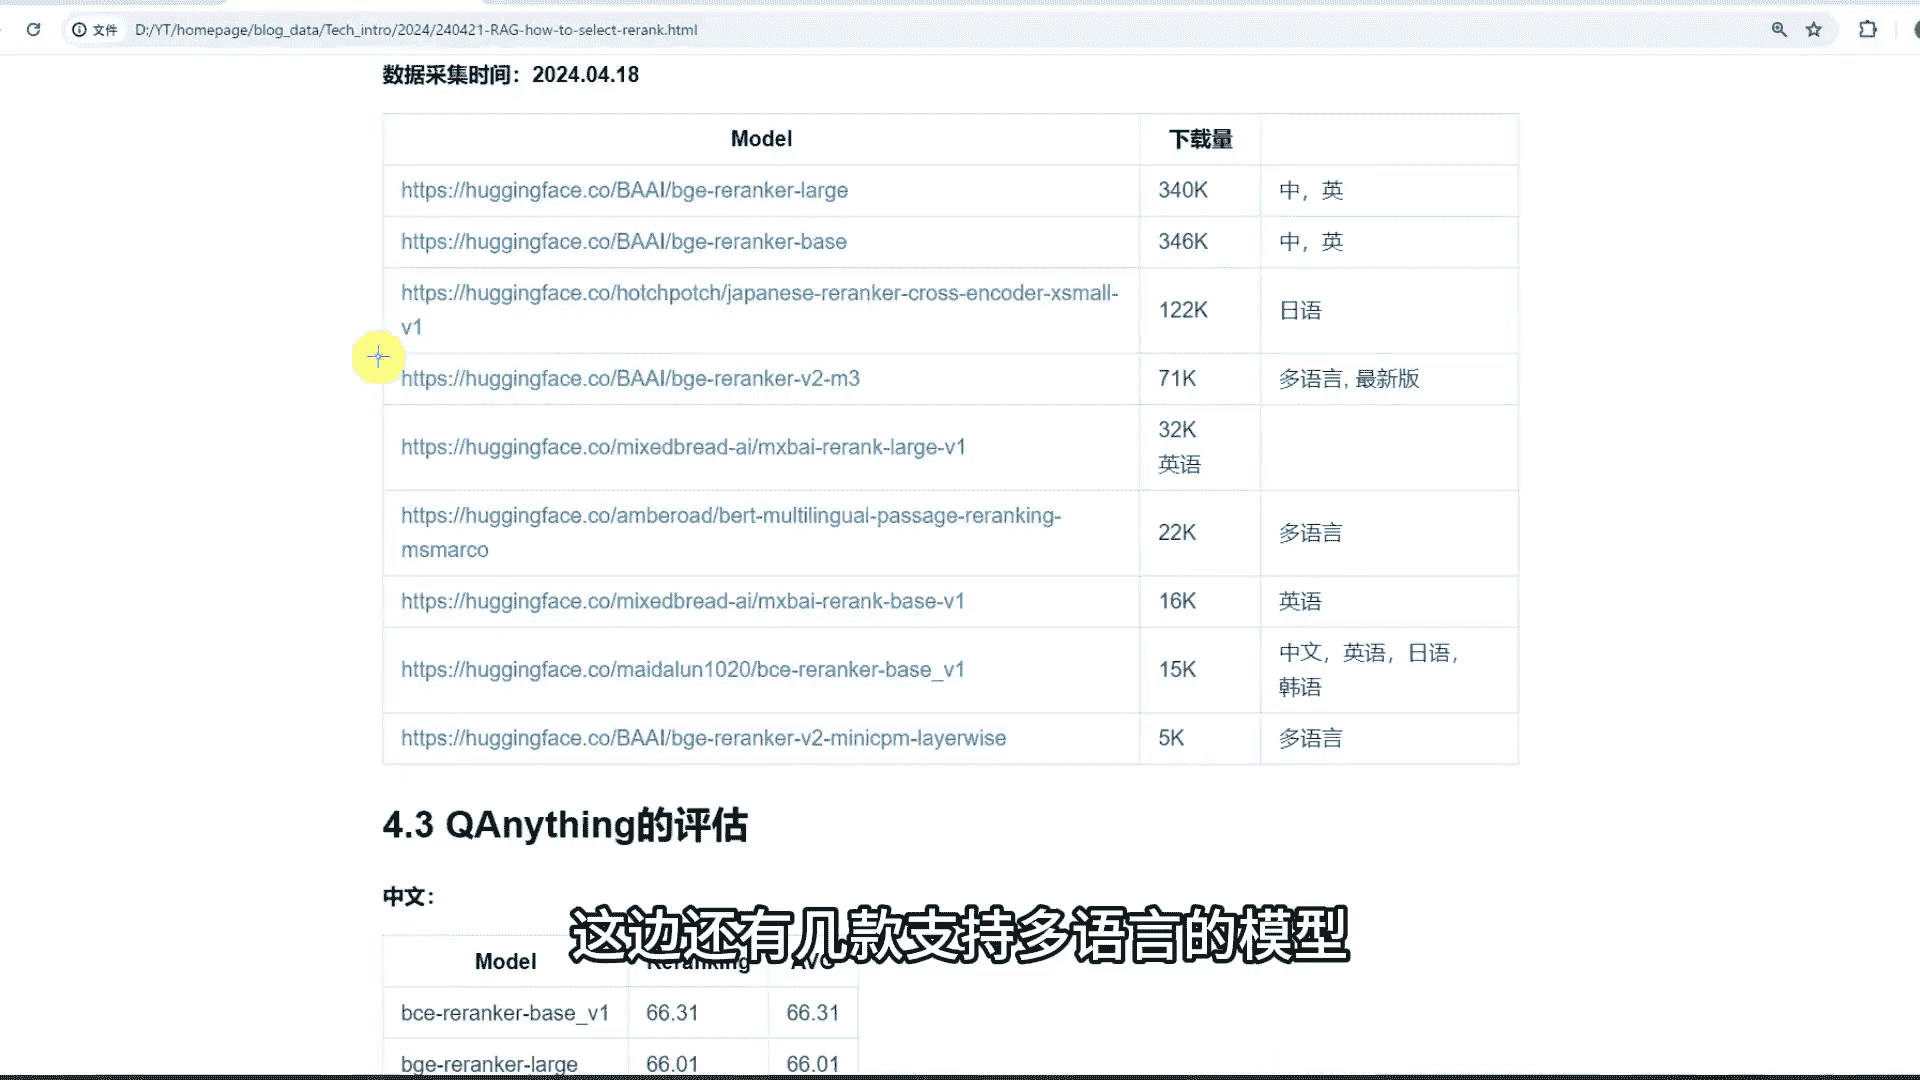 文件 D:/YT/homepage/blog_data/Tech_intro/2024/240421-RAG-how-to-select-rerank.html
数据采集时间：2024.04.18
Model 下载量
https://huggingface.co/BAAI/bge-reranker-large 340K 中，英
https://huggingface.co/BAAI/bge-reranker-base 346K 中，英
https://huggingface.co/hotchpotch/japanese-reranker-cross-encoder-xsmall-
v1 122K 日语
https://huggingface.co/BAAI/bge-reranker-v2-m3 71K 多语言, 最新版
https://huggingface.co/mixedbread-ai/mxbai-rerank-large-v1 32K
英语
https://huggingface.co/amberoad/bert-multilingual-passage-reranking-
msmarco 22K 多语言
https://huggingface.co/mixedbread-ai/mxbai-rerank-base-v1 16K 英语
https://huggingface.co/maidalun1020/bce-reranker-base_v1 15K 中文，英语，日语，
韩语
https://huggingface.co/BAAI/bge-reranker-v2-minicpm-layerwise 5K 多语言
4.3 QAnything的评估
中文：
这边还有几款支持多语言的模型
Model Reranking AVG
bce-reranker-base_v1 66.31 66.31
bge-reranker-large 66.01 66.01